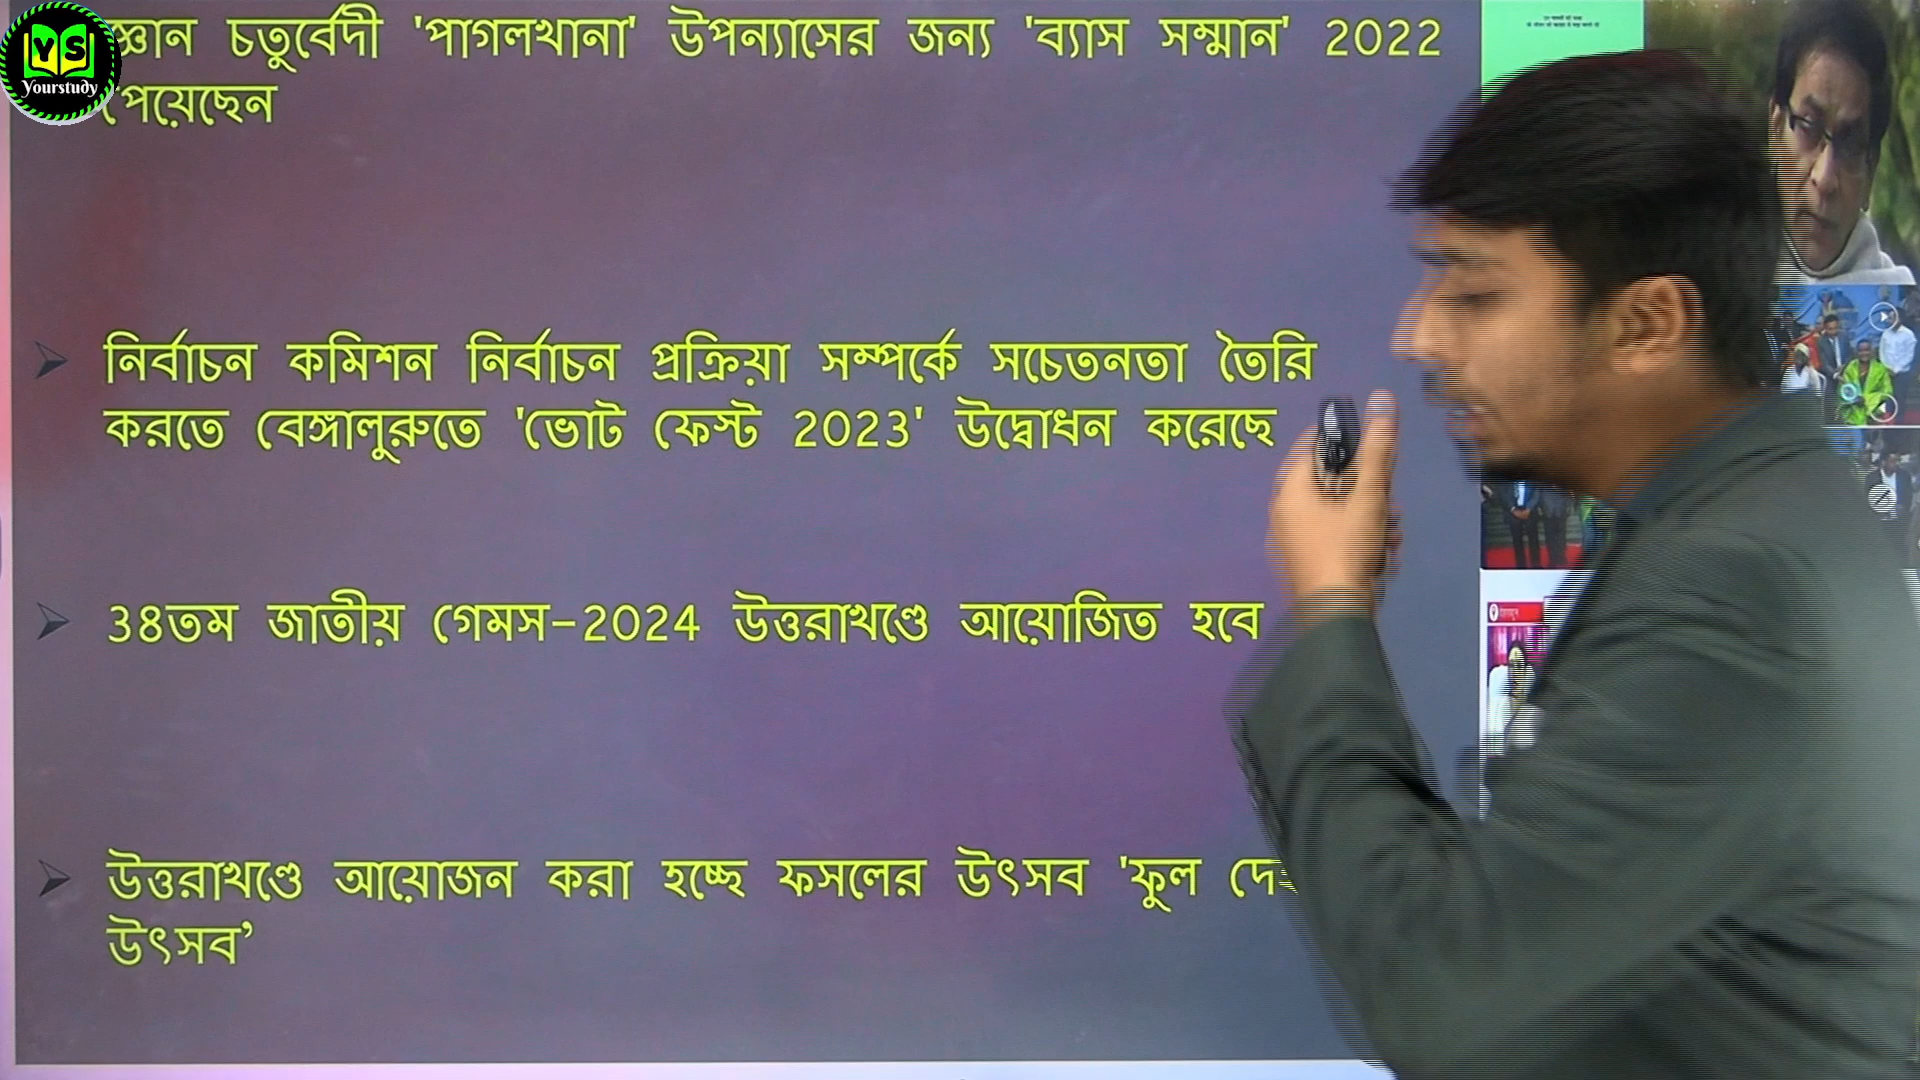 YS
Yourstudy
জ্ঞান চতুর্বেদী 'পাগলখানা' উপন্যাসের জন্য 'ব্যাস সম্মান' 2022
পেয়েছেন
নির্বাচন কমিশন নির্বাচন প্রক্রিয়া সম্পর্কে সচেতনতা তৈরি
করতে বেঙ্গালুরুতে 'ভোট ফেস্ট 2023' উদ্বোধন করেছে
38তম জাতীয় গেমস-2024 উত্তরাখণ্ডে আয়োজিত হবে
উত্তরাখণ্ডে আয়োজন করা হচ্ছে ফসলের উৎসব 'ফুল
উৎসব’